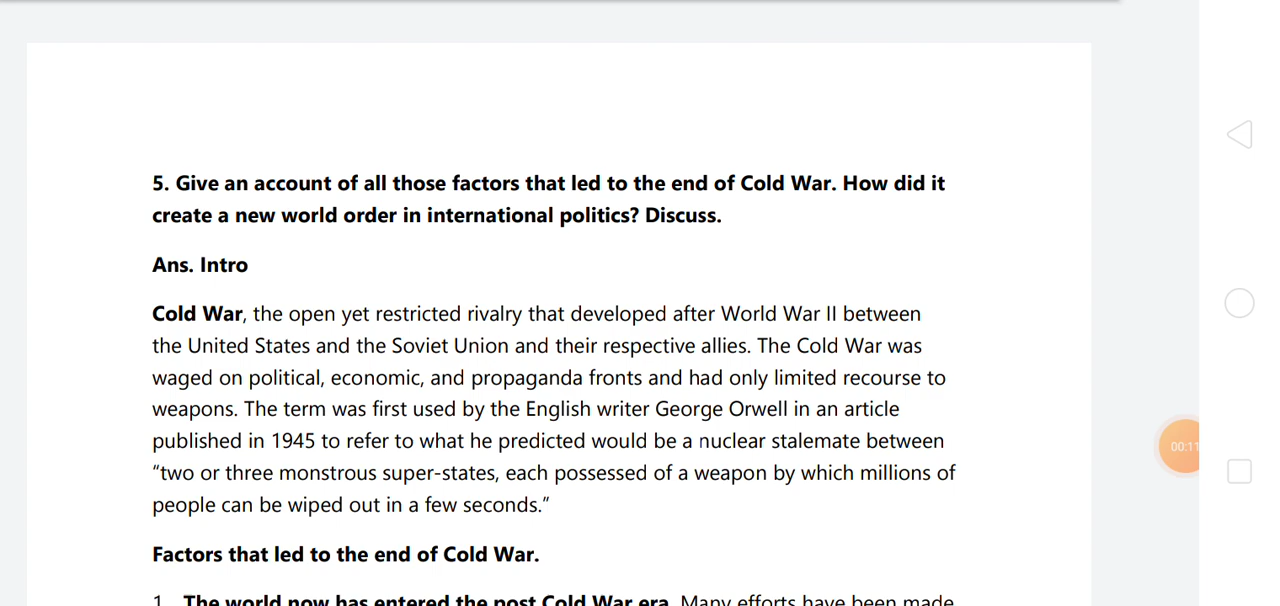 5. Give an account of all those factors that led to the end of Cold War. How did it
create a new world order in international politics? Discuss.
Ans. Intro
Cold War, the open yet restricted rivalry that developed after World War II between
the United States and the Soviet Union and their respective allies. The Cold War was
waged on political, economic, and propaganda fronts and had only limited recourse to
weapons. The term was first used by the English writer George Orwell in an article
published in 1945 to refer to what he predicted would be a nuclear stalemate between
“two or three monstrous super-states, each possessed of a weapon by which millions of
people can be wiped out in a few seconds.”
00:11
Factors that led to the end of Cold War.
1. The world now has entered the post Cold War era. Many efforts have been made